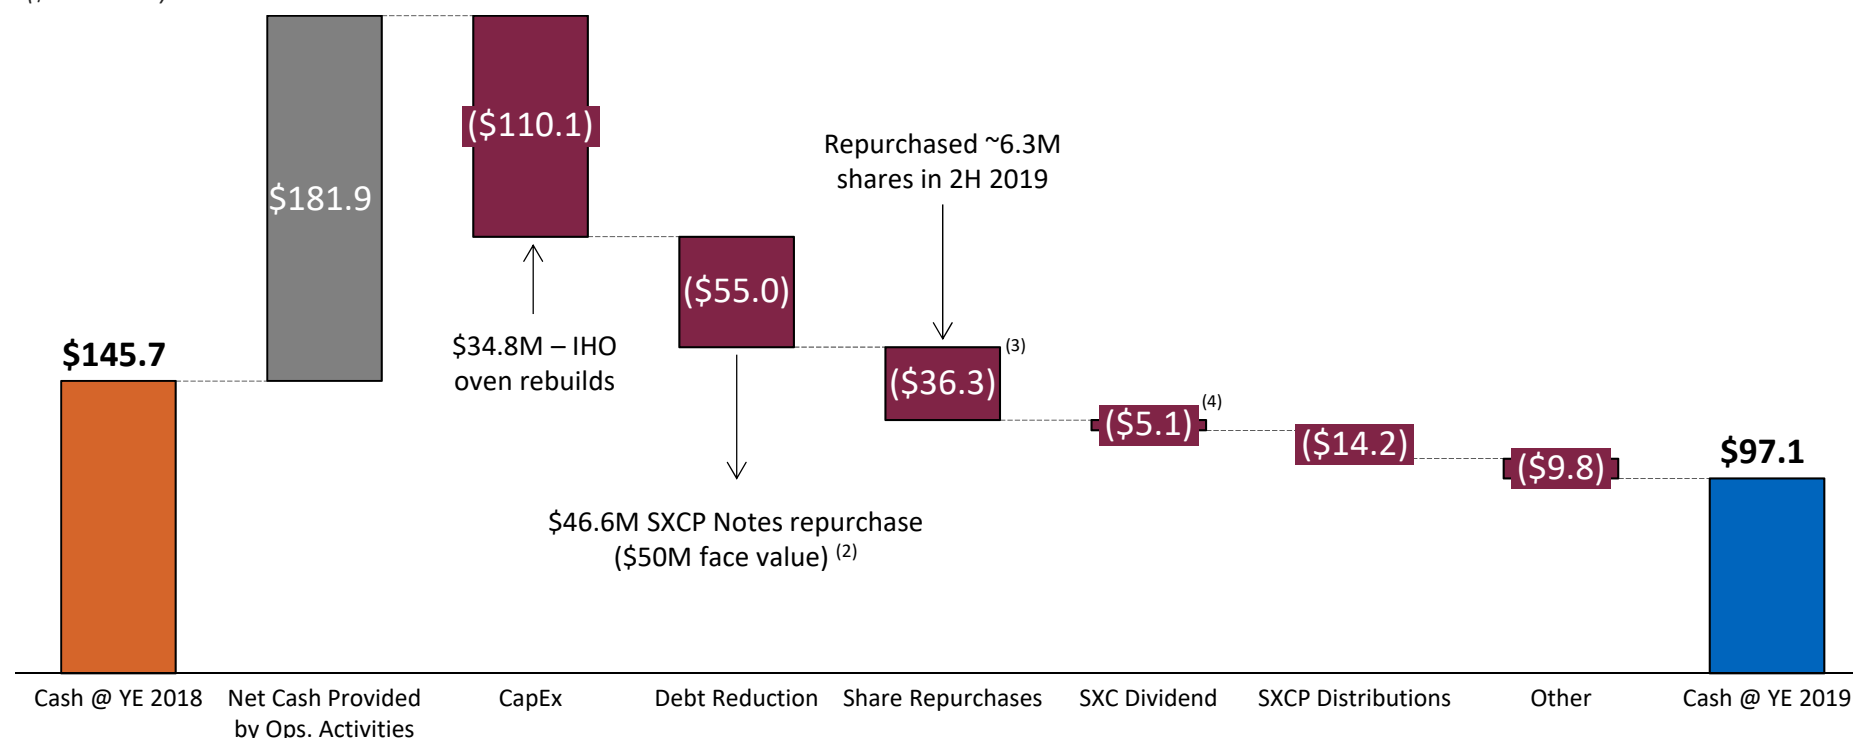 ($110.1)
Repurchased ~6.3M
shares in 2H 2019
$181.9
($55.0)
$145.7
$34.8M – IHO
oven rebuilds
(3)
($36.3)
(4)
($5.1)
($14.2)
($9.8)
$97.1
$46.6M SXCP Notes repurchase
($50M face value) (2)
Cash @ YE 2018
Net Cash Provided
by Ops. Activities
CapEx
Debt Reduction
Share Repurchases
SXC Dividend
SXCP Distributions
Other
Cash @ YE 2019